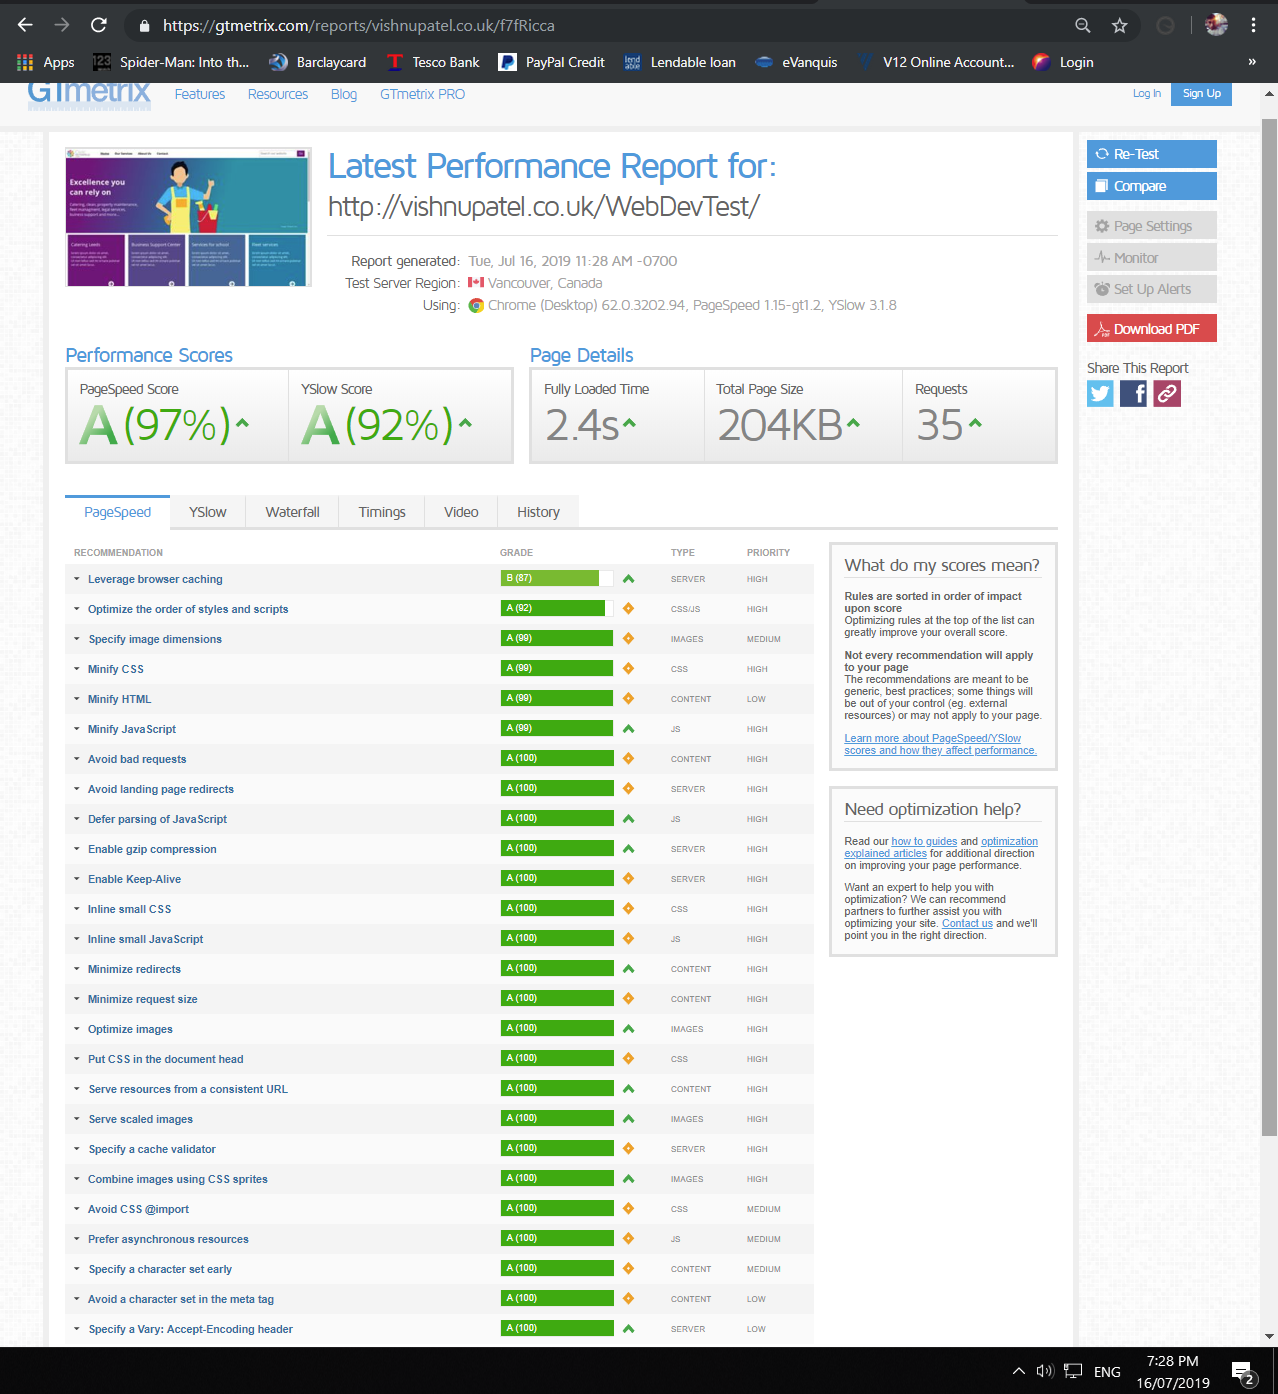 https://gtmetrix.com/reports/vishnupatel.co.uk/f7fRicca
Apps
123
Spider-Man: Into th...
Barclaycard
T Tesco Bank
PayPal Credit
lend able Lendable loan
eVanquis
V12 Online Account...
Login
»
GTmetrix
Features
Resources
Blog
GTmetrix PRO
Log In
Sign Up
Excellence you
can rely on
Catering Leeds
Business Support Center
Services for school
Fleet services
Latest Performance Report for:
http://vishnupatel.co.uk/WebDevTest/
Report generated: Tue, Jul 16, 2019 11:28 AM -0700
Test Server Region: Vancouver, Canada
Using: Chrome (Desktop) 62.0.3202.94, PageSpeed 1.15-gt1.2, YSlow 3.1.8
Re-Test
Compare
Page Settings
Monitor
Set Up Alerts
Download PDF
Share This Report
Performance Scores
PageSpeed Score
A (97%)
YSlow Score
A (92%)
Page Details
Fully Loaded Time
2.4s
Total Page Size
204KB
Requests
35
PageSpeed
YSlow
Waterfall
Timings
Video
History
RECOMMENDATION GRADE TYPE PRIORITY
Leverage browser caching B (87) SERVER HIGH
Optimize the order of styles and scripts A (92) CSS/JS HIGH
Specify image dimensions A (99) IMAGES MEDIUM
Minify CSS A (99) CSS HIGH
Minify HTML A (99) CONTENT LOW
Minify JavaScript A (99) JS HIGH
Avoid bad requests A (100) CONTENT HIGH
Avoid landing page redirects A (100) SERVER HIGH
Defer parsing of JavaScript A (100) JS HIGH
Enable gzip compression A (100) SERVER HIGH
Enable Keep-Alive A (100) SERVER HIGH
Inline small CSS A (100) CSS HIGH
Inline small JavaScript A (100) JS HIGH
Minimize redirects A (100) CONTENT HIGH
Minimize request size A (100) CONTENT HIGH
Optimize images A (100) IMAGES HIGH
Put CSS in the document head A (100) CSS HIGH
Serve resources from a consistent URL A (100) CONTENT HIGH
Serve scaled images A (100) IMAGES HIGH
Specify a cache validator A (100) SERVER HIGH
Combine images using CSS sprites A (100) IMAGES HIGH
Avoid CSS @import A (100) CSS MEDIUM
Prefer asynchronous resources A (100) JS MEDIUM
Specify a character set early A (100) CONTENT MEDIUM
Avoid a character set in the meta tag A (100) CONTENT LOW
Specify a Vary: Accept-Encoding header A (100) SERVER LOW
What do my scores mean?
Rules are sorted in order of impact
upon score
Optimizing rules at the top of the list can
greatly improve your overall score.
Not every recommendation will apply
to your page
The recommendations are meant to be
generic, best practices; some things will
be out of your control (eg. external
resources) or may not apply to your page.
Learn more about PageSpeed/YSlow
scores and how they affect performance.
Need optimization help?
Read our how to guides and optimization
explained articles for additional direction
on improving your page performance.
Want an expert to help you with
optimization? We can recommend
partners to further assist you with
optimizing your site. Contact us and we'll
point you in the right direction.
ENG
7:28 PM
16/07/2019
2